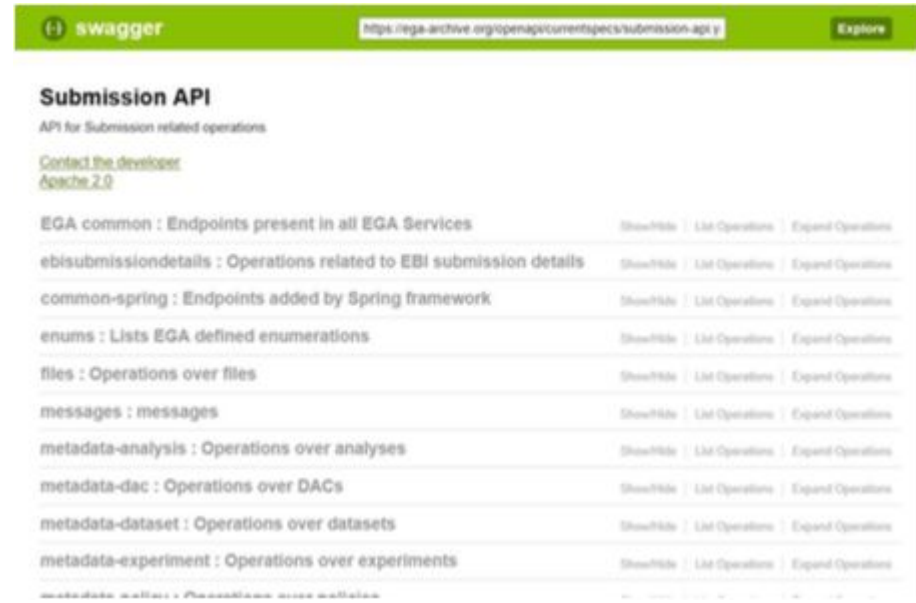 {-} swagger https://ega-archive.org/openapi/currentspecs/submission-api.y Explore
Submission API
API for Submission related operations
Contact the developer
Apache 2.0
EGA common : Endpoints present in all EGA Services Show/Hide | List Operations | Expand Operations
ebisubmissiondetails : Operations related to EBI submission details Show/Hide | List Operations | Expand Operations
common-spring : Endpoints added by Spring framework Show/Hide | List Operations | Expand Operations
enums : Lists EGA defined enumerations Show/Hide | List Operations | Expand Operations
files : Operations over files Show/Hide | List Operations | Expand Operations
messages : messages Show/Hide | List Operations | Expand Operations
metadata-analysis : Operations over analyses Show/Hide | List Operations | Expand Operations
metadata-dac : Operations over DACs Show/Hide | List Operations | Expand Operations
metadata-dataset : Operations over datasets Show/Hide | List Operations | Expand Operations
metadata-experiment : Operations over experiments Show/Hide | List Operations | Expand Operations
metadata-policy : Operations over policies